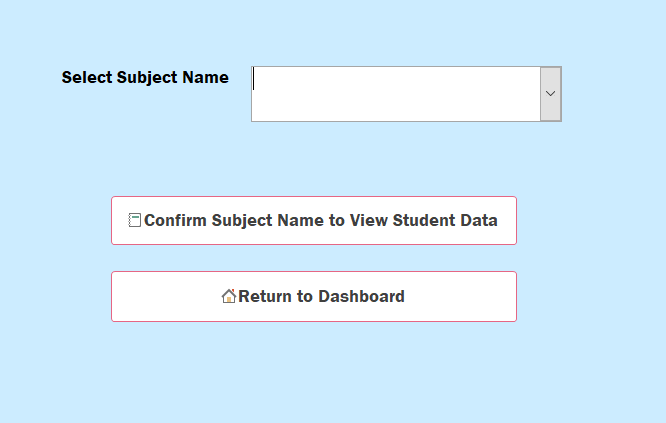 Select Subject Name
Confirm Subject Name to View Student Data
Return to Dashboard